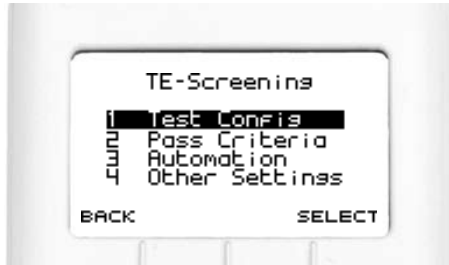 TE-Screening
1 Test Config
2 Pass Criteria
3 Automation
4 Other Settings
BACK SELECT